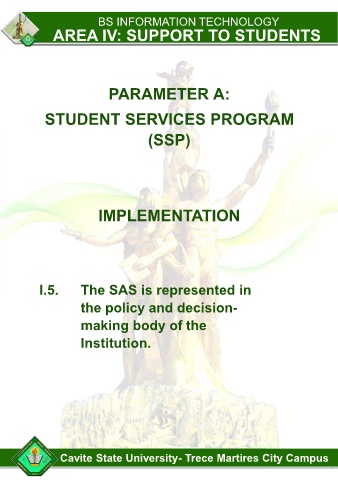 BS INFORMATION TECHNOLOGY
AREA IV: SUPPORT TO STUDENTS
PARAMETER A:
STUDENT SERVICES PROGRAM
(SSP)
IMPLEMENTATION
I.5. The SAS is represented in
the policy and decision-
making body of the
Institution.
Cavite State University- Trece Martires City Campus